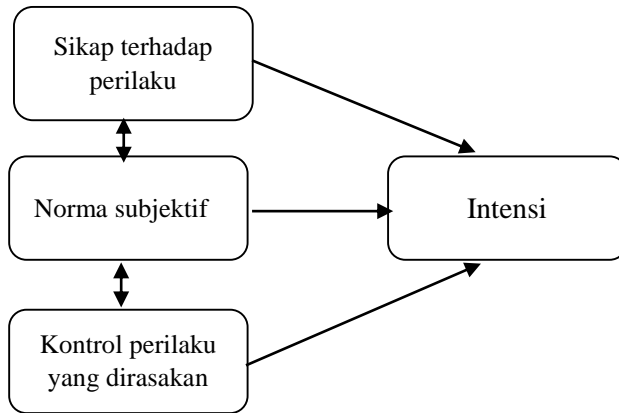 Sikap terhadap
perilaku
Norma subjektif
Intensi
Kontrol perilaku
yang dirasakan